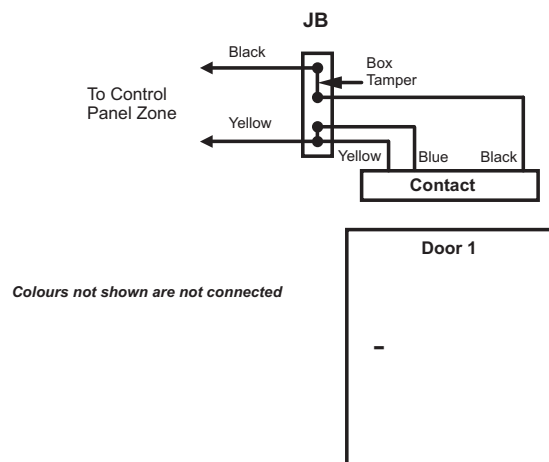 JB
Black
Box
Tamper
To Control
Panel Zone
Yellow
Yellow
Blue
Black
Contact
Door 1
Colours not shown are not connected